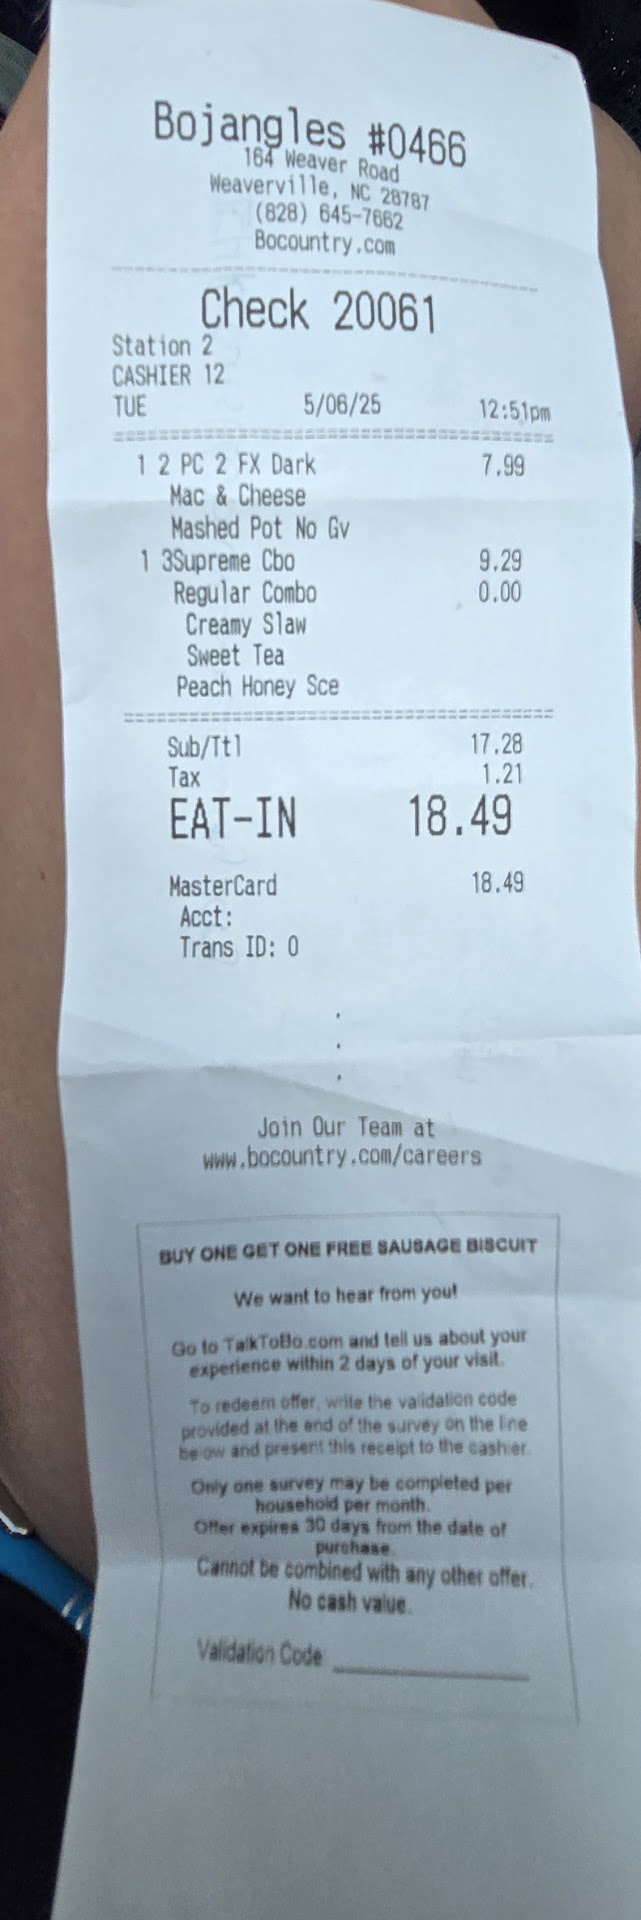 Bojangles #0466
164 Weaver Road
Weaverville, NC 28787
(828) 645-7662
Bocountry.com
Check 20061
Station 2
CASHIER 12
TUE 5/06/25 12:51pm
1 2 PC 2 FX Dark 7.99
Mac & Cheese
Mashed Pot No Gv
1 3Supreme Cbo 9.29
Regular Combo 0.00
Creamy Slaw
Sweet Tea
Peach Honey Sce
Sub/Ttl 17.28
Tax 1.21
EAT-IN 18.49
MasterCard 18.49
Acct:
Trans ID: 0
.
.
.
Join Our Team at
www.bocountry.com/careers
BUY ONE GET ONE FREE SAUSAGE BISCUIT
We want to hear from you!
Go to TalkToBo.com and tell us about your
experience within 2 days of your visit.
To redeem offer, write the validation code
provided at the end of the survey on the line
below and present this receipt to the cashier.
Only one survey may be completed per
household per month.
Offer expires 30 days from the date of
purchase.
Cannot be combined with any other offer.
No cash value.
Validation Code